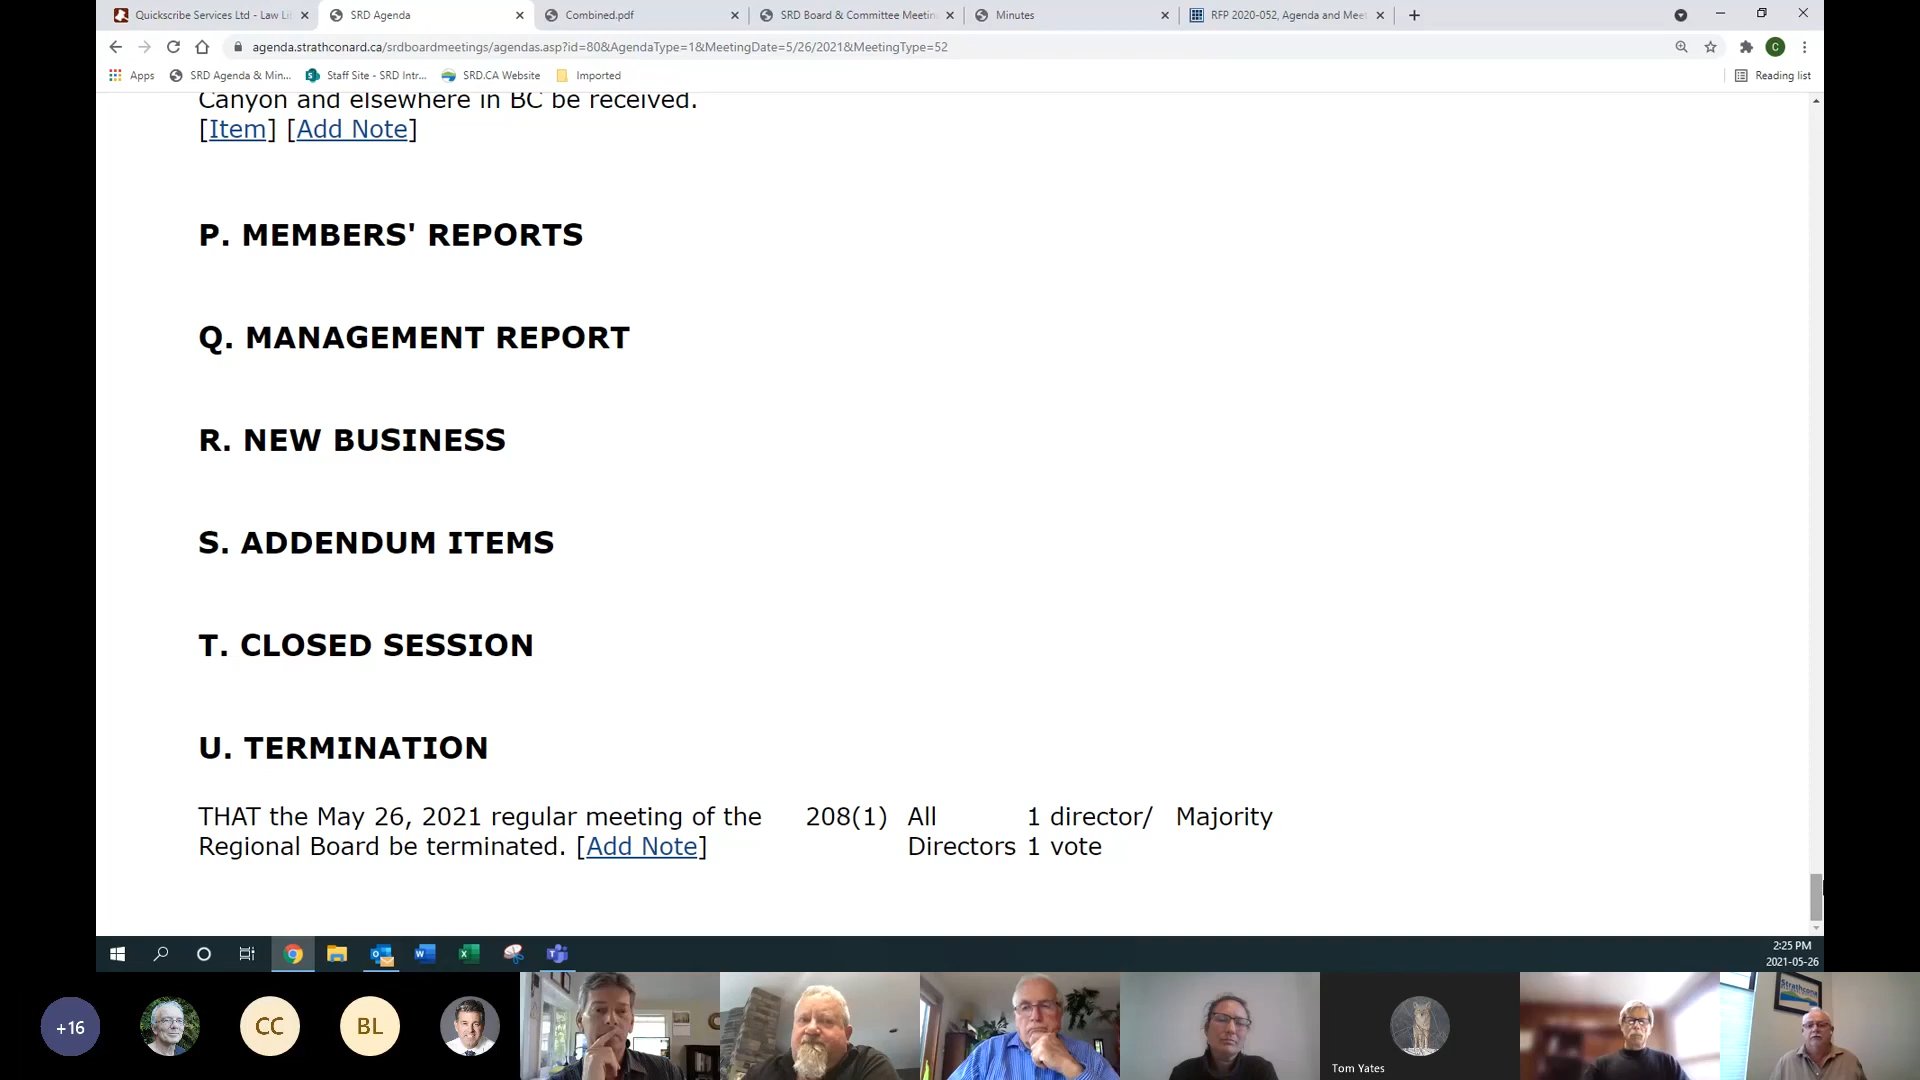 Quickscribe Services Ltd - Law Li
SRD Agenda
Combined.pdf
SRD Board & Committee Meetin
Minutes
RFP 2020-052, Agenda and Mee
agenda.strathconard.ca/srdboardmeetings/agendas.asp?id=80&AgendaType=1&MeetingDate=5/26/2021&MeetingType=52
C
Apps
SRD Agenda & Min...
Staff Site - SRD Intr...
SRD.CA Website
Imported
Reading list
Canyon and elsewhere in BC be received.
[Item] [Add Note]
P. MEMBERS' REPORTS
Q. MANAGEMENT REPORT
R. NEW BUSINESS
S. ADDENDUM ITEMS
T. CLOSED SESSION
U. TERMINATION
THAT the May 26, 2021 regular meeting of the 208(1) All 1 director/ Majority
Regional Board be terminated. [Add Note] Directors 1 vote
2:25 PM
2021-05-26
+16
CC
BL
Tom Yates
Strathcona